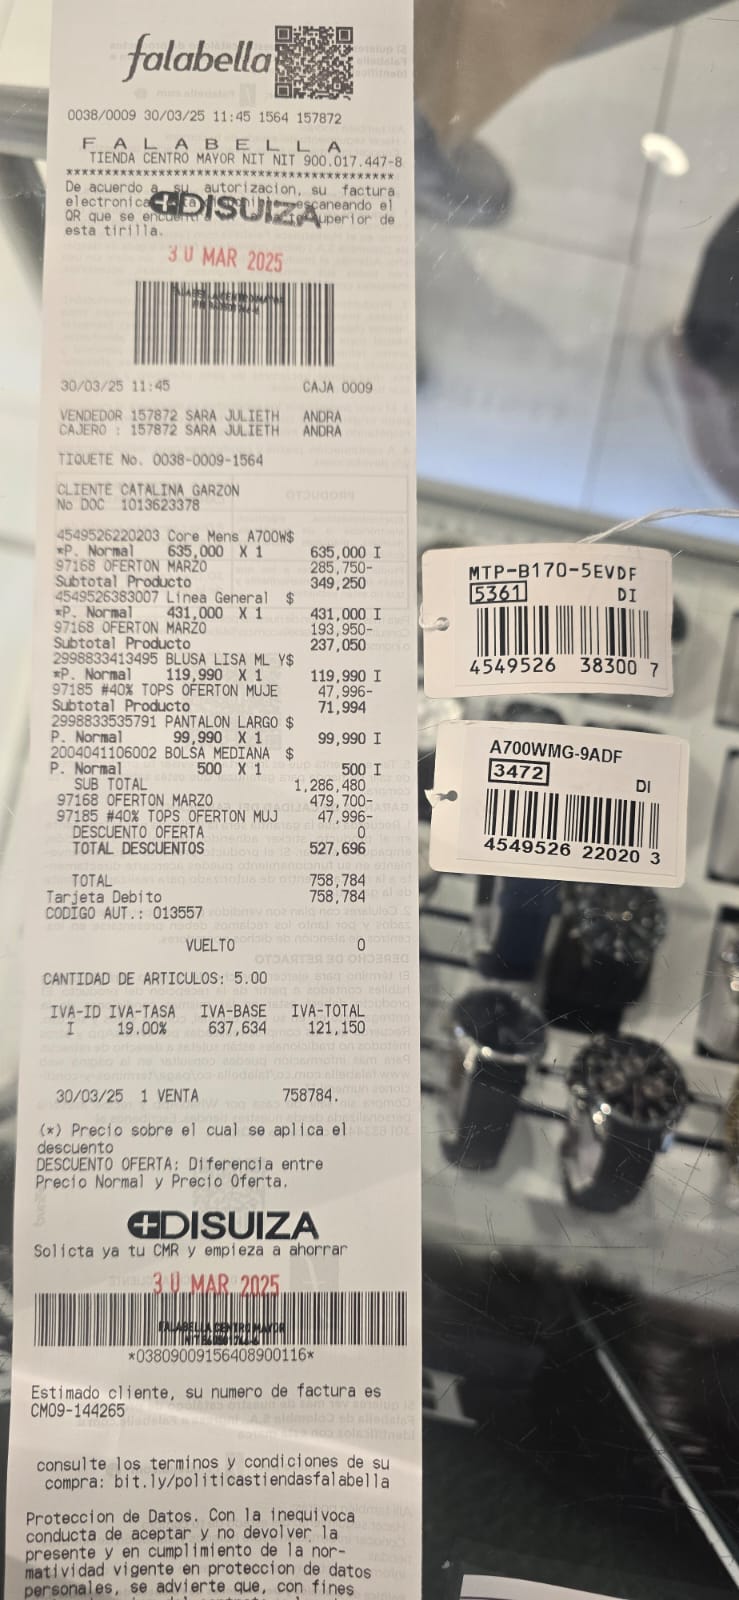 falabella
0038/0009 30/03/25 11:45 1564 157872
F A L A B E L L A
TIENDA CENTRO MAYOR NIT NIT 900.017.447-8
******************************************
De acuerdo a su autorizacion, su factura
electronica escaneando el
DISUIZA
QR que se superior de
esta tirilla.
30 MAR 2025
30/03/25 11:45 CAJA 0009
VENDEDOR 157872 SARA JULIETH ANDRA
CAJERO : 157872 SARA JULIETH ANDRA
TIQUETE No. 0038-0009-1564
CLIENTE CATALINA GARZON
No DOC 1013623378
4549526220203 Core Mens A700W$
*P. Normal 635,000 X 1 635,000 I
97168 OFERTON MARZO 285,750-
Subtotal Producto 349,250
4549526383007 Linea General $
*P. Normal 431,000 X 1 431,000 I
97168 OFERTON MARZO 193,950-
Subtotal Producto 237,050
2998833413495 BLUSA LISA ML Y$
*P. Normal 119,990 X 1 119,990 I
97185 #40% TOPS OFERTON MUJE 47,996-
Subtotal Producto 71,994
2998833535791 PANTALON LARGO $
P. Normal 99,990 X 1 99,990 I
2004041106002 BOLSA MEDIANA $
P. Normal 500 X 1 500 I
SUB TOTAL 1,286,480
97168 OFERTON MARZO 479,700-
97185 #40% TOPS OFERTON MUJ 47,996-
DESCUENTO OFERTA 0
TOTAL DESCUENTOS 527,696
TOTAL 758,784
Tarjeta Debito 758,784
CODIGO AUT.: 013557
VUELTO 0
CANTIDAD DE ARTICULOS: 5.00
IVA-ID IVA-TASA IVA-BASE IVA-TOTAL
I 19.00% 637,634 121,150
30/03/25 1 VENTA 758784.
(*) Precio sobre el cual se aplica el
descuento
DESCUENTO OFERTA: Diferencia entre
Precio Normal y Precio Oferta.
DISUIZA
Solicta ya tu CMR y empieza a ahorrar
30 MAR 2025
FALABELLA CENTRO MAYOR
*03809009156408900116*
Estimado cliente, su numero de factura es
CM09-144265
consulte los terminos y condiciones de su
compra: bit.ly/politicastiendasfalabella
Proteccion de Datos. Con la inequivoca
conducta de aceptar y no devolver la
presente y en cumplimiento de la nor-
matividad vigente en proteccion de datos
personales, se advierte que, con fines
MTP-B170-5EVDF
5361 DI
4549526 38300 7
A700WMG-9ADF
3472 DI
4549526 22020 3